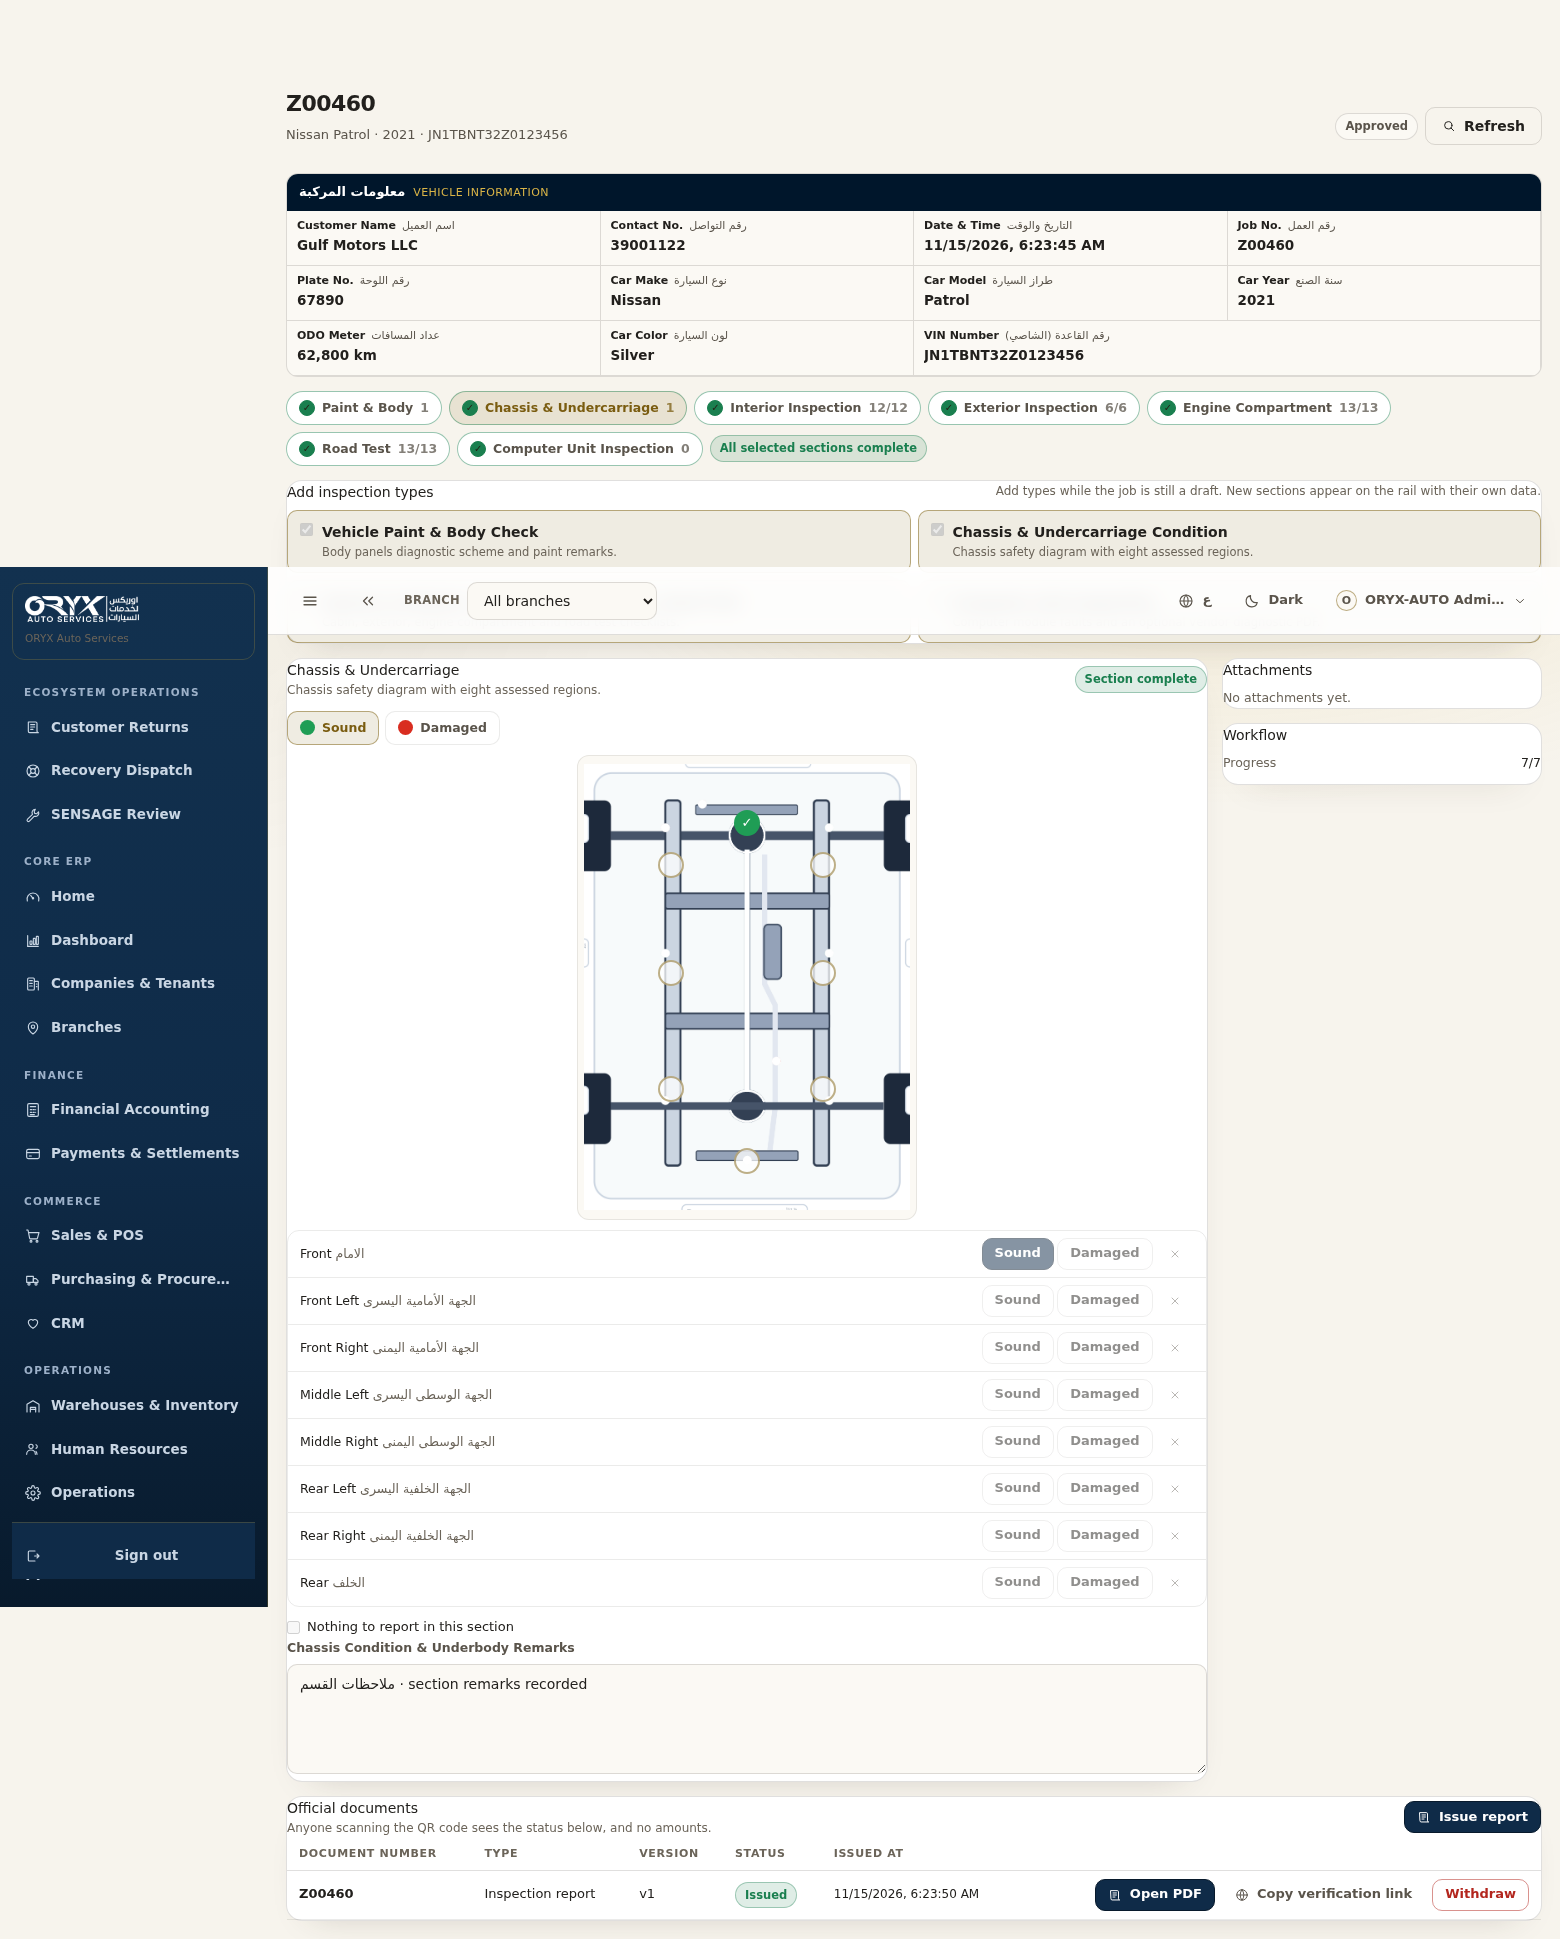 Z00460
Nissan Patrol · 2021 · JN1TBNT32Z0123456
Approved
Refresh
معلومات المركبة VEHICLE INFORMATION
Customer Name اسم العميل
Gulf Motors LLC
Contact No. رقم التواصل
39001122
Date & Time التاريخ والوقت
11/15/2026, 6:23:45 AM
Job No. رقم العمل
Z00460
Plate No. رقم اللوحة
67890
Car Make نوع السيارة
Nissan
Car Model طراز السيارة
Patrol
Car Year سنة الصنع
2021
ODO Meter عداد المسافات
62,800 km
Car Color لون السيارة
Silver
VIN Number رقم القاعدة (الشاصي)
JN1TBNT32Z0123456
Paint & Body 1
Chassis & Undercarriage 1
Interior Inspection 12/12
Exterior Inspection 6/6
Engine Compartment 13/13
Road Test 13/13
Computer Unit Inspection 0
All selected sections complete
Add inspection types
Add types while the job is still a draft. New sections appear on the rail with their own data.
Vehicle Paint & Body Check
Body panels diagnostic scheme and paint remarks.
Chassis & Undercarriage Condition
Chassis safety diagram with eight assessed regions.
BRANCH
All branches
ع
Dark
O
ORYX-AUTO Admi...
ORYX
AUTO SERVICES
اوريكس
لخدمات
السيارات
ORYX Auto Services
ECOSYSTEM OPERATIONS
Customer Returns
Recovery Dispatch
SENSAGE Review
CORE ERP
Home
Dashboard
Companies & Tenants
Branches
FINANCE
Financial Accounting
Payments & Settlements
COMMERCE
Sales & POS
Purchasing & Procure...
CRM
OPERATIONS
Warehouses & Inventory
Human Resources
Operations
Sign out
Chassis & Undercarriage
Chassis safety diagram with eight assessed regions.
Section complete
Sound
Damaged
Front الامام
Sound
Damaged
Front Left الجهة الأمامية اليسرى
Sound
Damaged
Front Right الجهة الأمامية اليمنى
Sound
Damaged
Middle Left الجهة الوسطى اليسرى
Sound
Damaged
Middle Right الجهة الوسطى اليمنى
Sound
Damaged
Rear Left الجهة الخلفية اليسرى
Sound
Damaged
Rear Right الجهة الخلفية اليمنى
Sound
Damaged
Rear الخلف
Sound
Damaged
Nothing to report in this section
Chassis Condition & Underbody Remarks
ملاحظات القسم · section remarks recorded
Attachments
No attachments yet.
Workflow
Progress
7/7
Official documents
Anyone scanning the QR code sees the status below, and no amounts.
Issue report
DOCUMENT NUMBER
TYPE
VERSION
STATUS
ISSUED AT
Z00460
Inspection report
v1
Issued
11/15/2026, 6:23:50 AM
Open PDF
Copy verification link
Withdraw